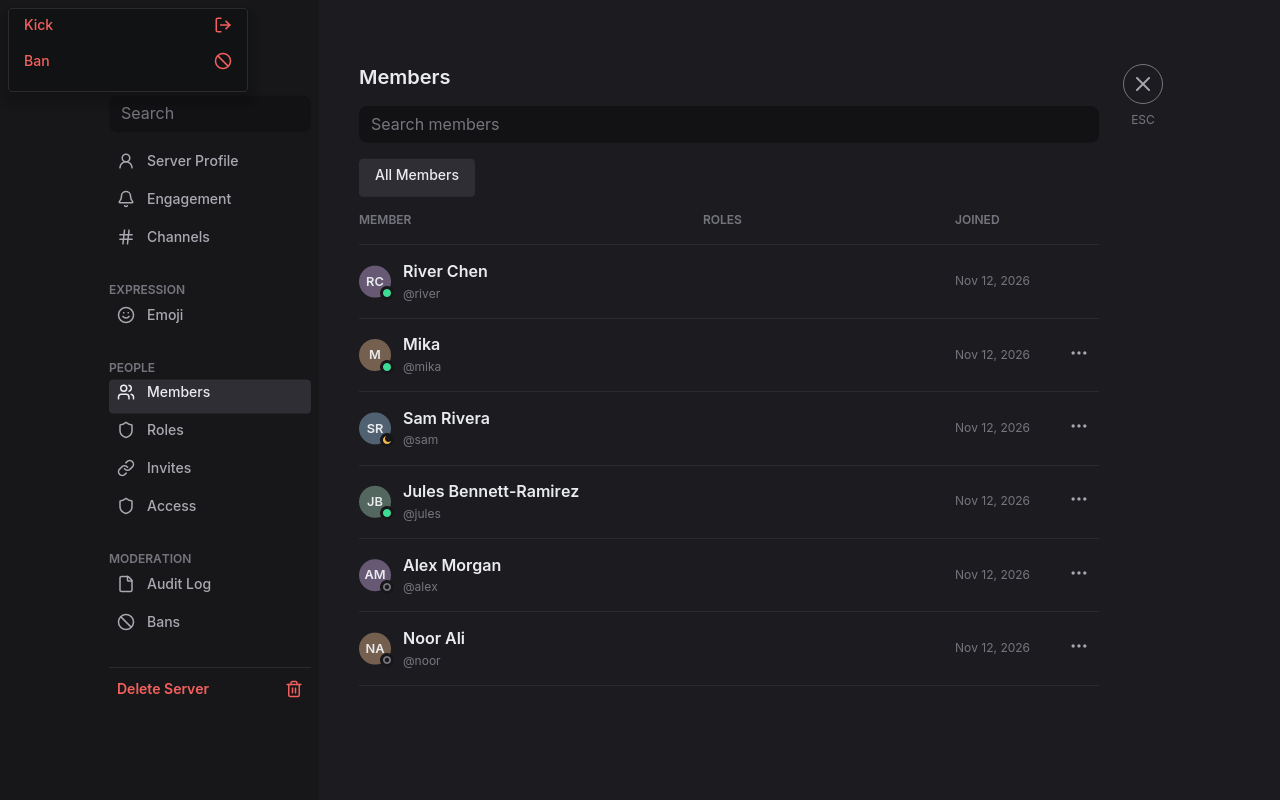 Kick
Ban
Search
Server Profile
Engagement
Channels
EXPRESSION
Emoji
PEOPLE
Members
Roles
Invites
Access
MODERATION
Audit Log
Bans
Delete Server
Members
ESC
Search members
All Members
MEMBER ROLES JOINED
RC River Chen
@river
Nov 12, 2026
M Mika
@mika
Nov 12, 2026
SR Sam Rivera
@sam
Nov 12, 2026
JB Jules Bennett-Ramirez
@jules
Nov 12, 2026
AM Alex Morgan
@alex
Nov 12, 2026
NA Noor Ali
@noor
Nov 12, 2026